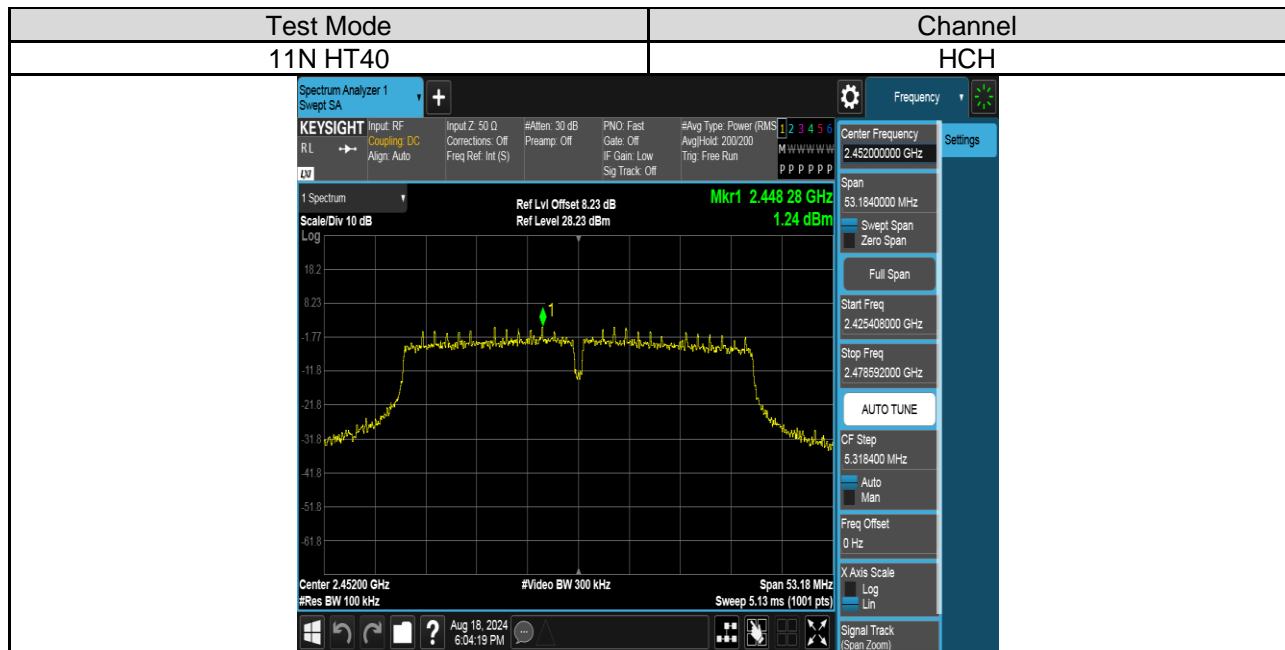 Test Mode Channel
11N HT40 HCH
Spectrum Analyzer 1
Swept SA
+
Frequency
KEYSIGHT
RL
LXI
Input: RF
Coupling: DC
Align: Auto
Input Z: 50 Ω
Corrections: Off
Freq Ref: Int (S)
#Atten: 30 dB
Preamp: Off
PNO: Fast
Gate: Off
IF Gain: Low
Sig Track: Off
#Avg Type: Power (RMS
Avg|Hold: 200/200
Trig: Free Run
1 2 3 4 5 6
M W W W W W
P P P P P P
Settings
1 Spectrum
Scale/Div 10 dB
Log
Ref Lvl Offset 8.23 dB
Ref Level 28.23 dBm
Mkr1 2.448 28 GHz
1.24 dBm
18.2
8.23
-1.77
-11.8
-21.8
-31.8
-41.8
-51.8
-61.8
1
Center 2.45200 GHz
#Res BW 100 kHz
#Video BW 300 kHz
Span 53.18 MHz
Sweep 5.13 ms (1001 pts)
Center Frequency
2.452000000 GHz
Span
53.1840000 MHz
Swept Span
Zero Span
Full Span
Start Freq
2.425408000 GHz
Stop Freq
2.478592000 GHz
AUTO TUNE
CF Step
5.318400 MHz
Auto
Man
Freq Offset
0 Hz
X Axis Scale
Log
Lin
Signal Track
(Span Zoom)
?
Aug 18, 2024
6:04:19 PM